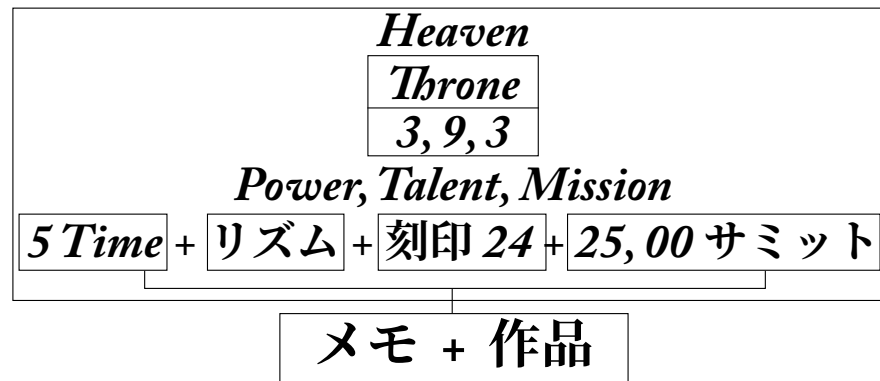 Heaven
Throne
3, 9, 3
Power, Talent, Mission
5 Time + リズム + 刻印 24 + 25, 00 サミット
メモ + 作品